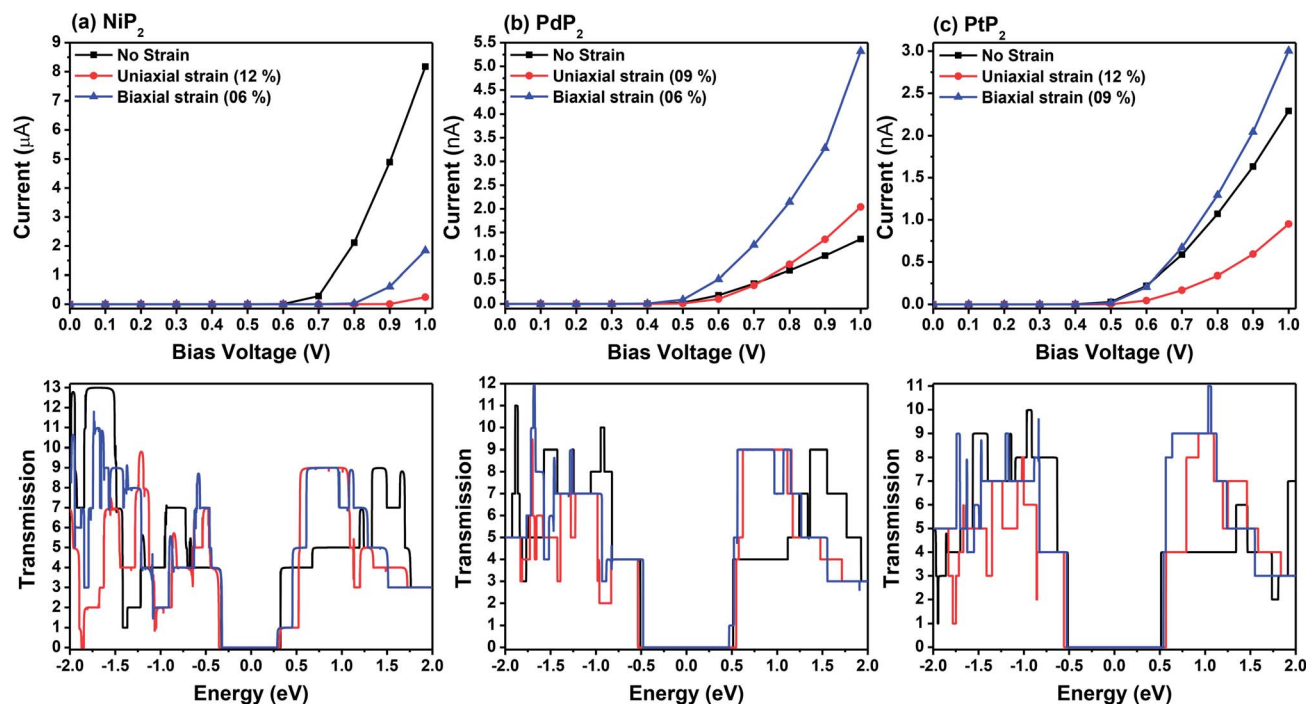 (a) NiP₂
No Strain
Uniaxial strain (12 %)
Biaxial strain (06 %)
9
8
7
6
5
4
3
2
1
0
Current (μA)
0.0 0.1 0.2 0.3 0.4 0.5 0.6 0.7 0.8 0.9 1.0
Bias Voltage (V)
(b) PdP₂
No Strain
Uniaxial strain (09 %)
Biaxial strain (06 %)
5.5
5.0
4.5
4.0
3.5
3.0
2.5
2.0
1.5
1.0
0.5
0.0
Current (nA)
0.0 0.1 0.2 0.3 0.4 0.5 0.6 0.7 0.8 0.9 1.0
Bias Voltage (V)
(c) PtP₂
No Strain
Uniaxial strain (12 %)
Biaxial strain (09 %)
3.0
2.5
2.0
1.5
1.0
0.5
0.0
Current (nA)
0.0 0.1 0.2 0.3 0.4 0.5 0.6 0.7 0.8 0.9 1.0
Bias Voltage (V)
13
12
11
10
9
8
7
6
5
4
3
2
1
0
Transmission
-2.0 -1.5 -1.0 -0.5 0.0 0.5 1.0 1.5 2.0
Energy (eV)
12
11
10
9
8
7
6
5
4
3
2
1
0
Transmission
-2.0 -1.5 -1.0 -0.5 0.0 0.5 1.0 1.5 2.0
Energy (eV)
11
10
9
8
7
6
5
4
3
2
1
0
Transmission
-2.0 -1.5 -1.0 -0.5 0.0 0.5 1.0 1.5 2.0
Energy (eV)